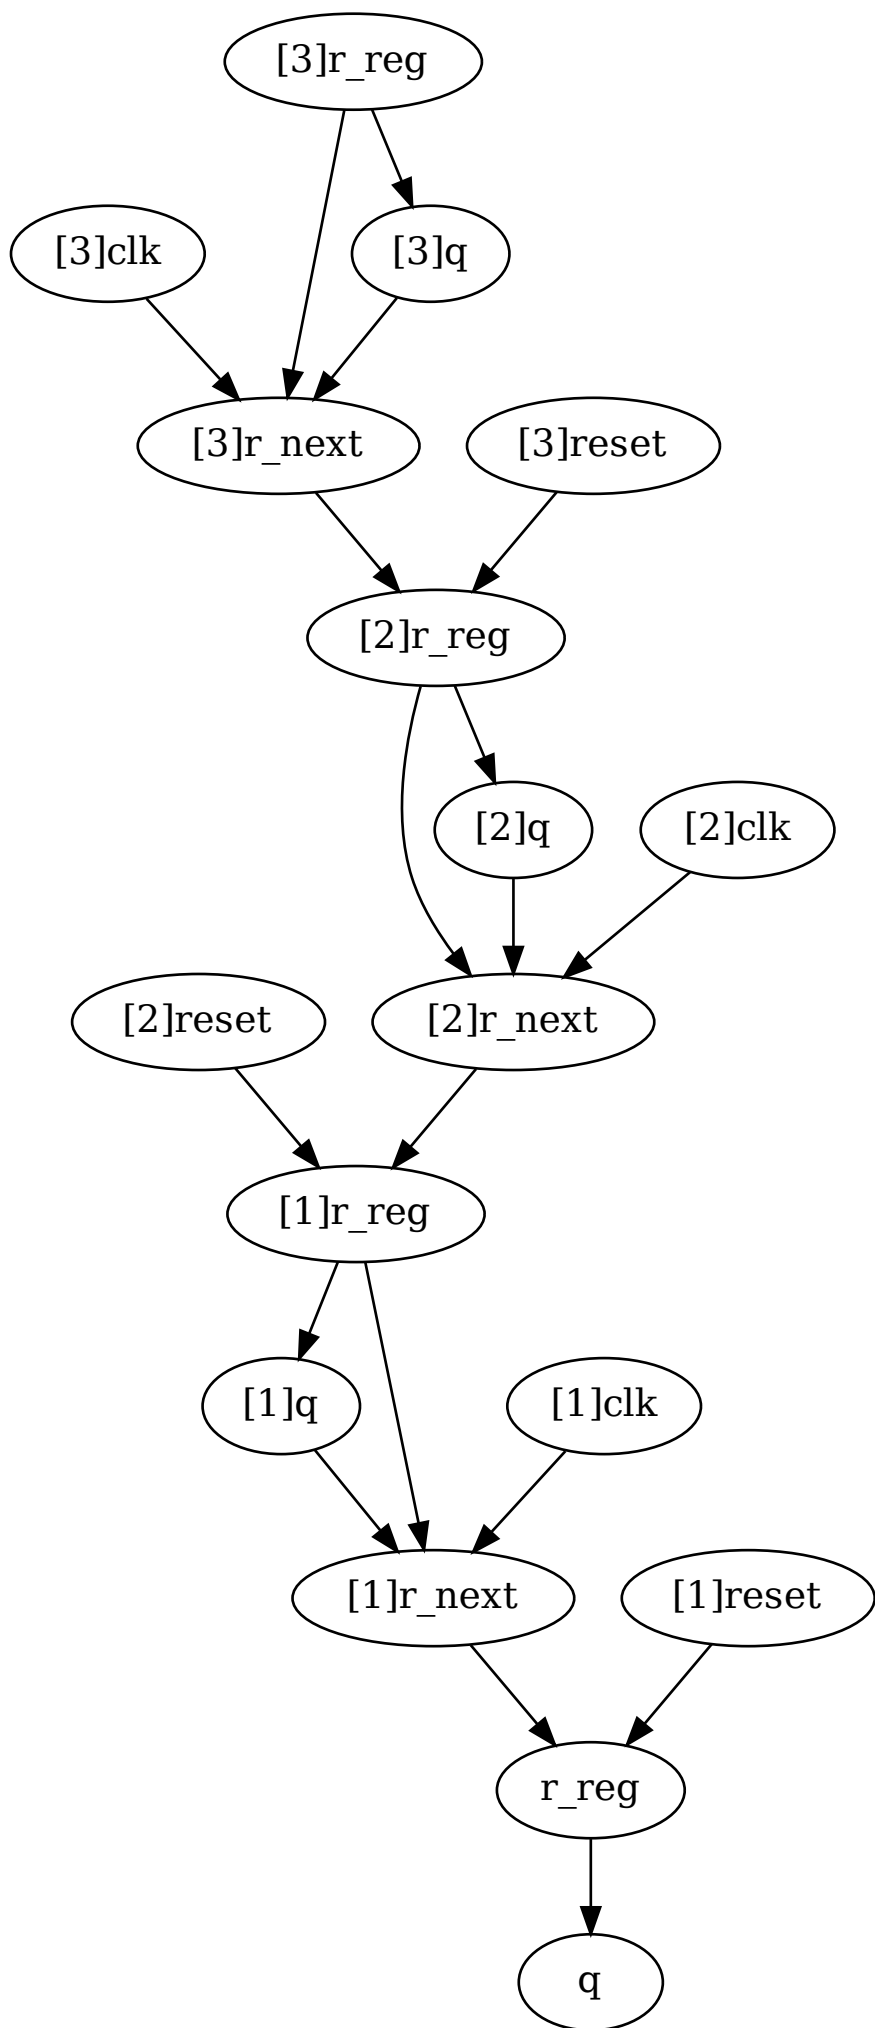 [3]r_reg
[3]clk
[3]q
[3]r_next
[3]reset
[2]r_reg
[2]q
[2]clk
[2]reset
[2]r_next
[1]r_reg
[1]q
[1]clk
[1]r_next
[1]reset
r_reg
q